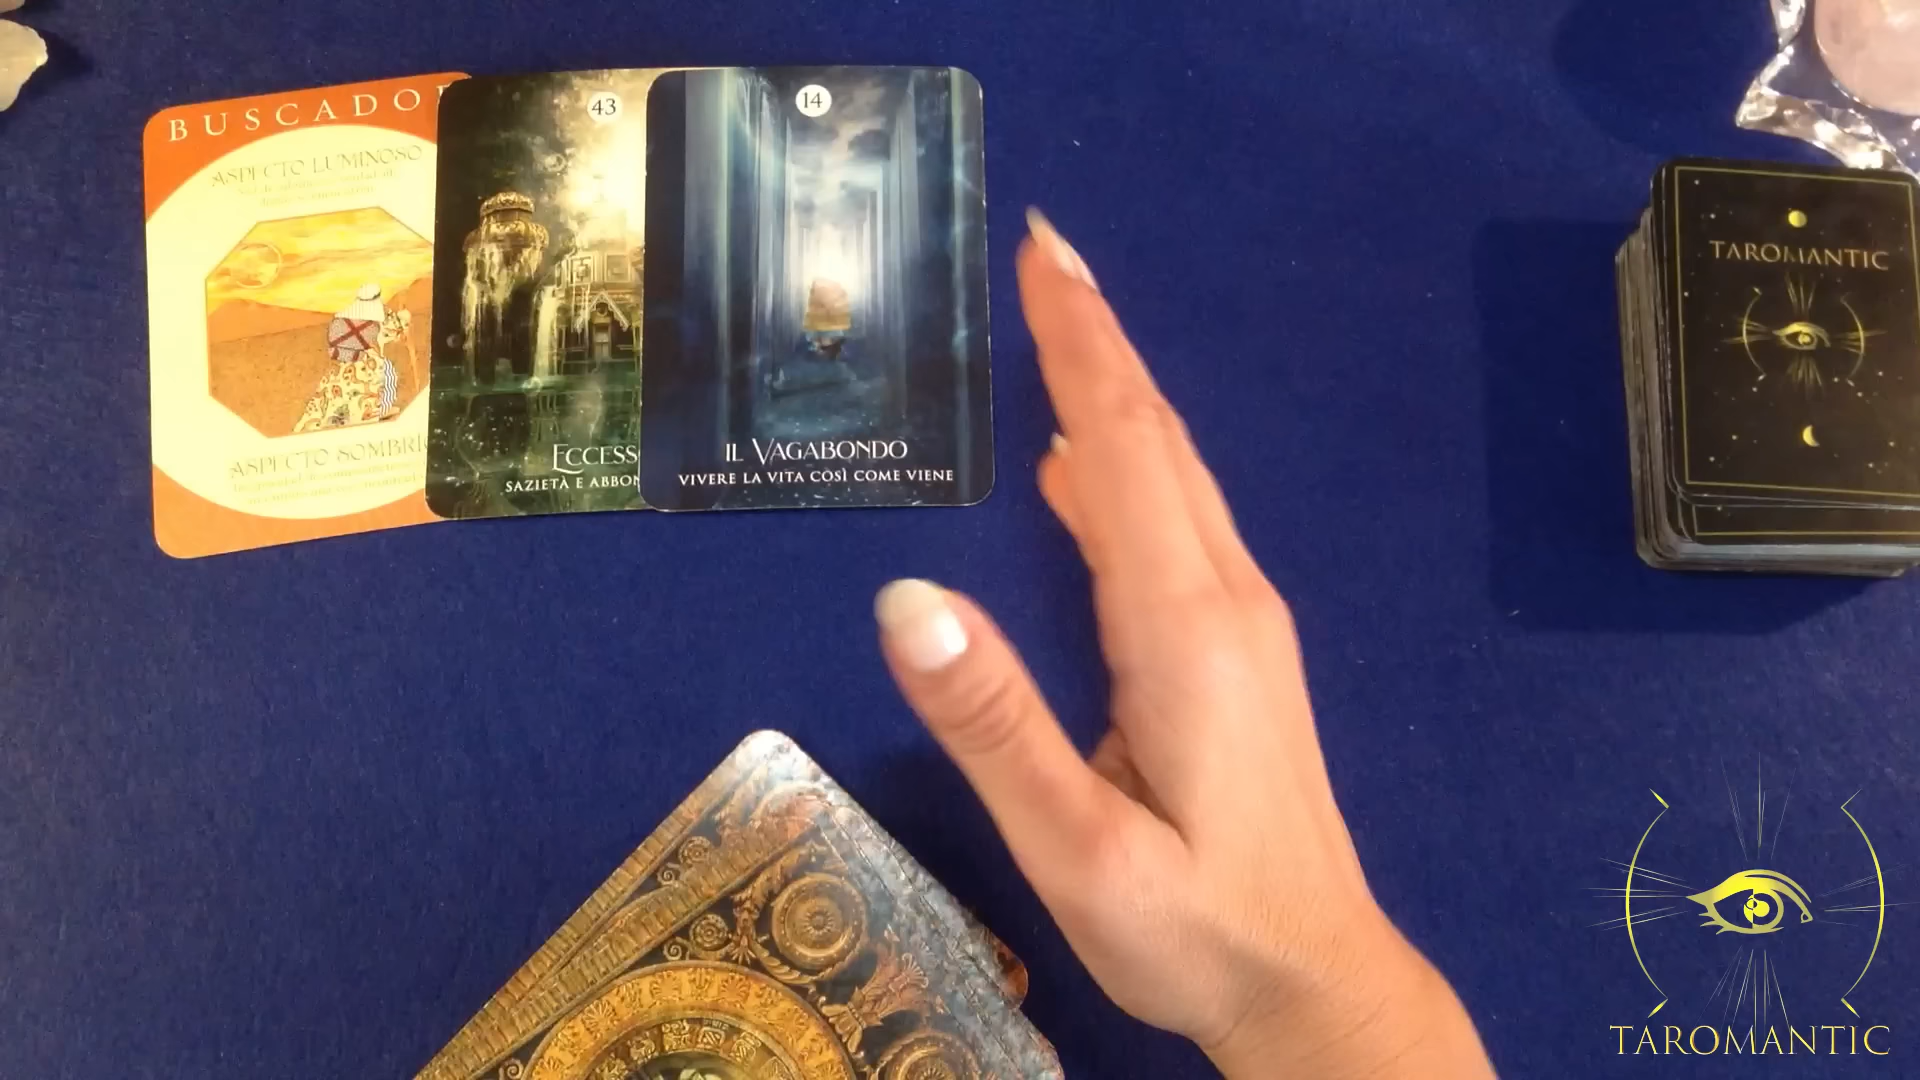 BUSCADO
ASPECTO LUMINOSO
ASPECTO SOMBRI
43
ECCESS
SAZIETÀ E ABBON
14
IL VAGABONDO
VIVERE LA VITA COSÌ COME VIENE
TAROMANTIC
TAROMANTIC